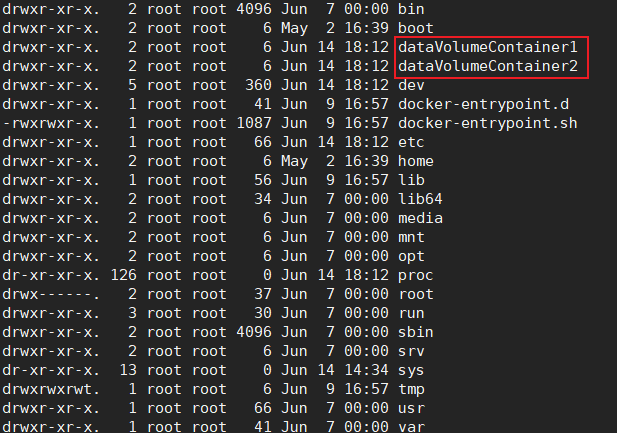 drwxr-xr-x.   2 root root 4096 Jun  7 00:00 bin
drwxr-xr-x.   2 root root    6 May  2 16:39 boot
drwxr-xr-x.   2 root root    6 Jun 14 18:12 dataVolumeContainer1
drwxr-xr-x.   2 root root    6 Jun 14 18:12 dataVolumeContainer2
drwxr-xr-x.   5 root root  360 Jun 14 18:12 dev
drwxr-xr-x.   1 root root   41 Jun  9 16:57 docker-entrypoint.d
-rwxrwxr-x.   1 root root 1087 Jun  9 16:57 docker-entrypoint.sh
drwxr-xr-x.   1 root root   66 Jun 14 18:12 etc
drwxr-xr-x.   2 root root    6 May  2 16:39 home
drwxr-xr-x.   1 root root   56 Jun  9 16:57 lib
drwxr-xr-x.   2 root root   34 Jun  7 00:00 lib64
drwxr-xr-x.   2 root root    6 Jun  7 00:00 media
drwxr-xr-x.   2 root root    6 Jun  7 00:00 mnt
drwxr-xr-x.   2 root root    6 Jun  7 00:00 opt
dr-xr-xr-x. 126 root root    0 Jun 14 18:12 proc
drwx------.   2 root root   37 Jun  7 00:00 root
drwxr-xr-x.   3 root root   30 Jun  7 00:00 run
drwxr-xr-x.   2 root root 4096 Jun  7 00:00 sbin
drwxr-xr-x.   2 root root    6 Jun  7 00:00 srv
dr-xr-xr-x.  13 root root    0 Jun 14 14:34 sys
drwxrwxrwt.   1 root root    6 Jun  9 16:57 tmp
drwxr-xr-x.   1 root root   66 Jun  7 00:00 usr
drwxr-xr-x.   1 root root   41 Jun  7 00:00 var